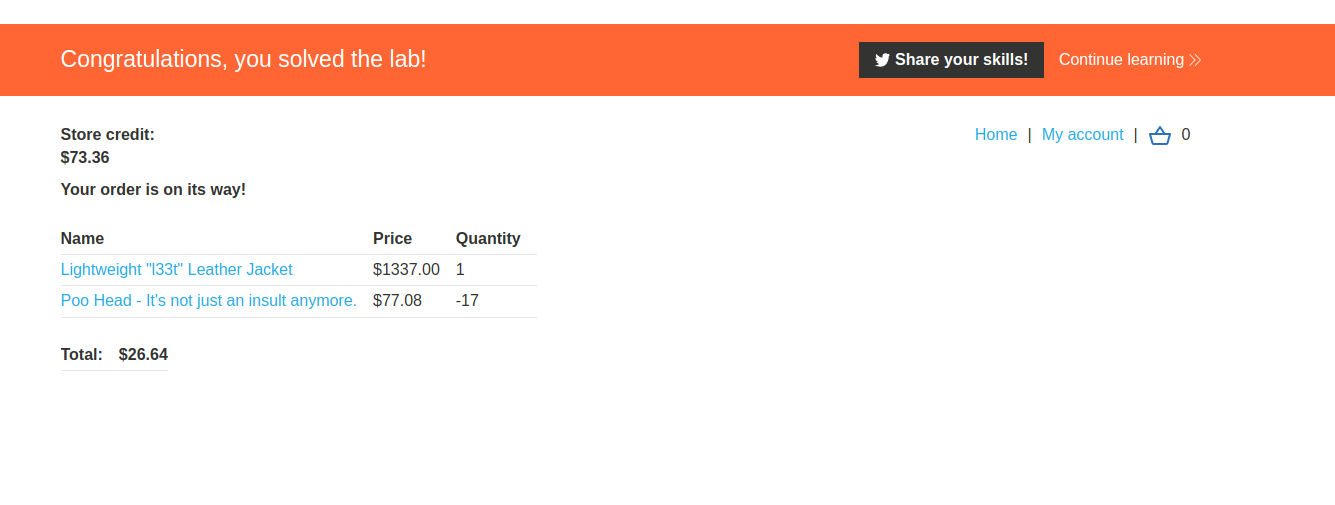 Congratulations, you solved the lab!
Share your skills!
Continue learning
Store credit:
$73.36
Home | My account | 0
Your order is on its way!
Name Price Quantity
Lightweight "l33t" Leather Jacket $1337.00 1
Poo Head - It's not just an insult anymore. $77.08 -17
Total: $26.64